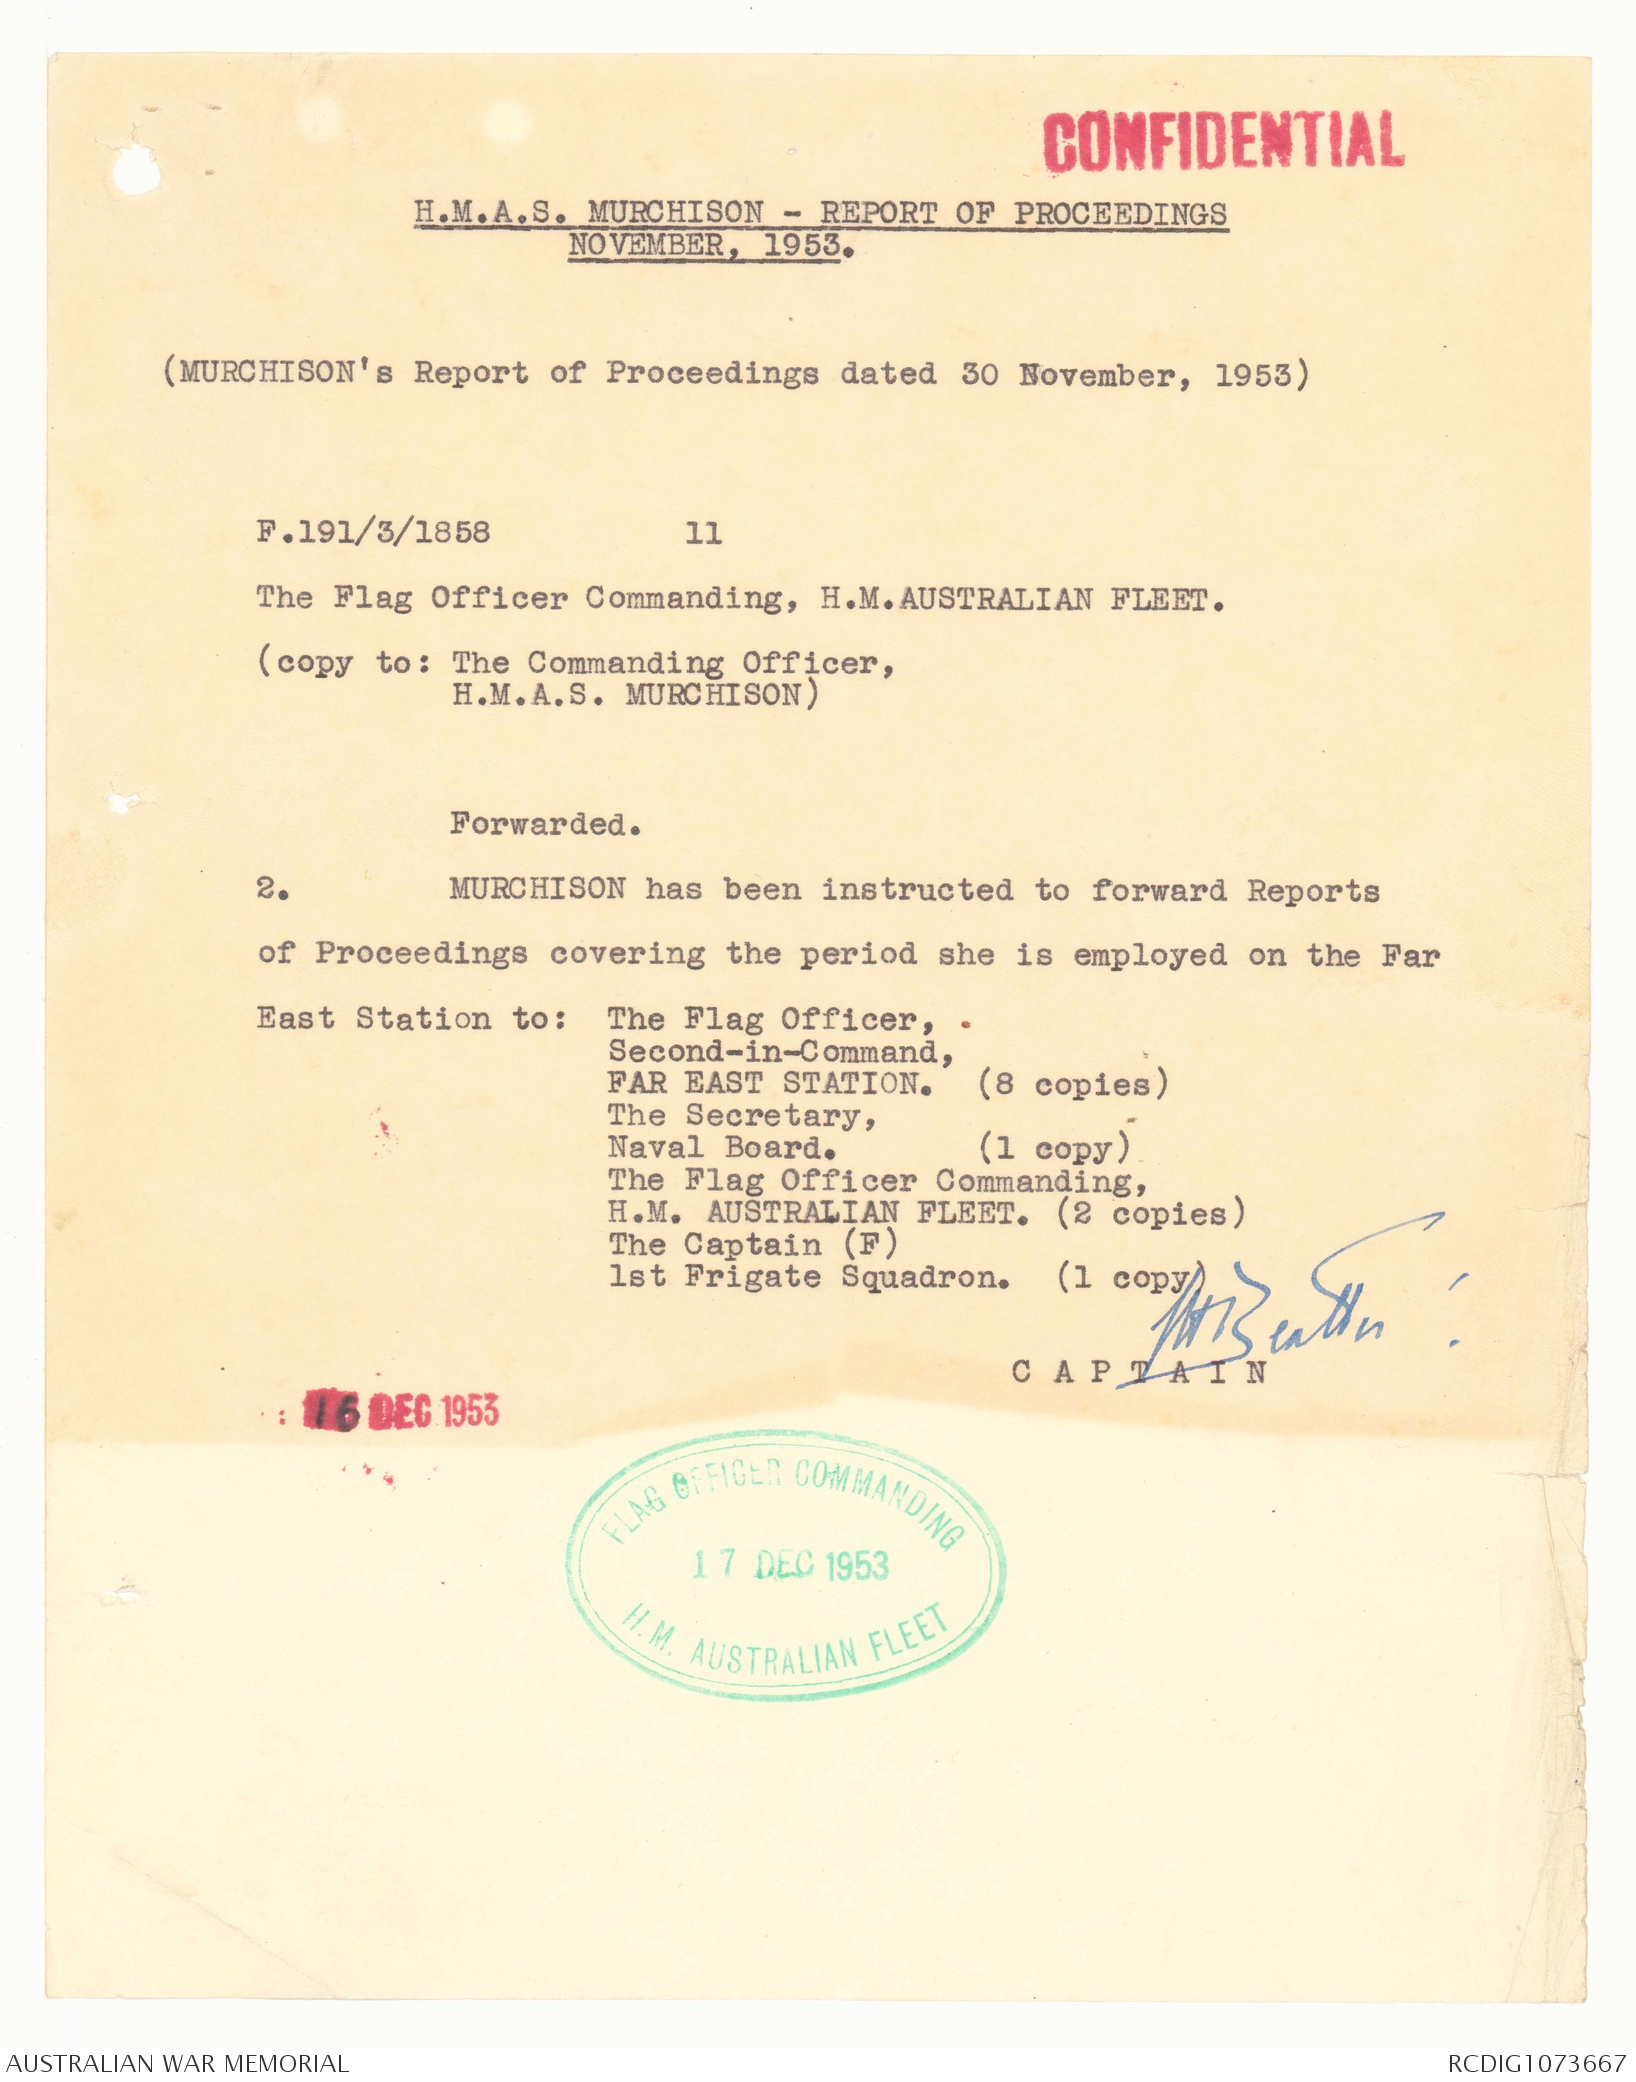 CONFIDENTIAL
H.M.A.S. MURCHISON - REPORT OF PROCEEDINGS
NOVEMBER, 1953.
(MURCHISON's Report of Proceedings dated 30 November, 1953)
F.191/3/1858 11
The Flag Officer Commanding, H.M.AUSTRALIAN FLEET.
(copy to: The Commanding Officer,
H.M.A.S. MURCHISON)
Forwarded.
2. MURCHISON has been instructed to forward Reports
of Proceedings covering the period she is employed on the Far
East Station to: The Flag Officer,
Second-in-Command,
FAR EAST STATION. (8 copies)
The Secretary,
Naval Board. (1 copy)
The Flag Officer Commanding,
H.M. AUSTRALIAN FLEET. (2 copies)
The Captain (F)
1st Frigate Squadron. (1 copy)
CAPTAIN
16 DEC 1953
FLAG OFFICER COMMANDING
17 DEC 1953
H.M. AUSTRALIAN FLEET
AUSTRALIAN WAR MEMORIAL
RCDIG1073667